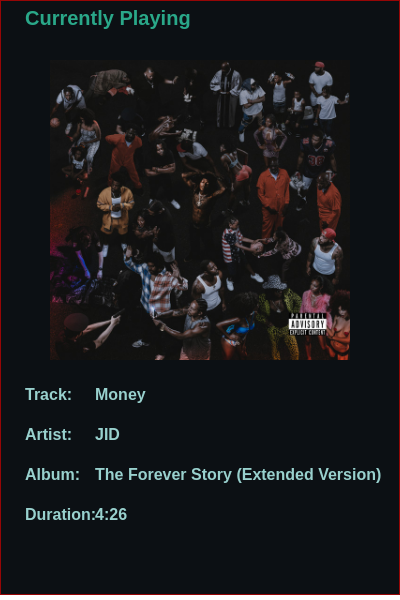 Currently Playing
PARENTAL
ADVISORY
EXPLICIT CONTENT
Track: Money
Artist: JID
Album: The Forever Story (Extended Version)
Duration:4:26